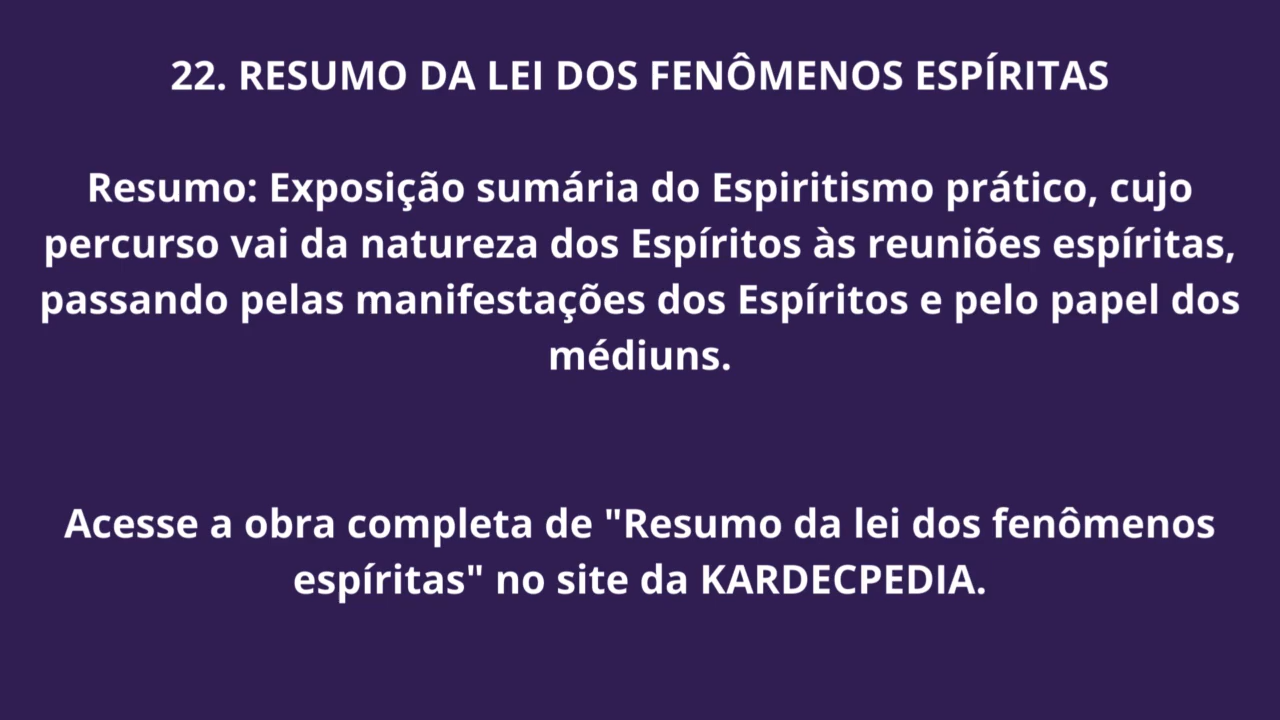 22. RESUMO DA LEI DOS FENÔMENOS ESPÍRITAS
Resumo: Exposição sumária do Espiritismo prático, cujo
percurso vai da natureza dos Espíritos às reuniões espíritas,
passando pelas manifestações dos Espíritos e pelo papel dos
médiuns.
Acesse a obra completa de "Resumo da lei dos fenômenos
espíritas" no site da KARDECPEDIA.